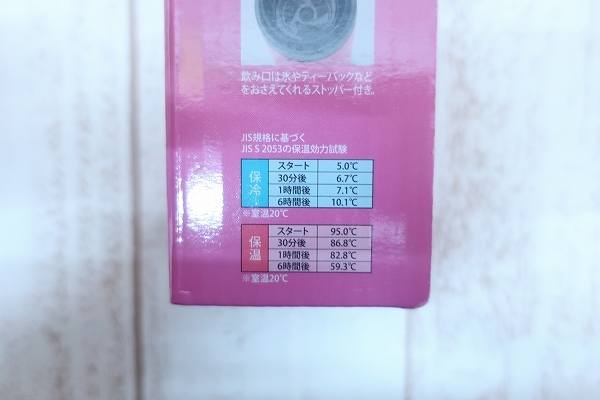 飲み口は氷やティーバックなど
をおさえてくれるストッパー付き。
JIS規格に基づく
JIS S 2053の保温効力試験
保冷
スタート 5.0℃
30分後 6.7℃
1時間後 7.1℃
6時間後 10.1℃
※室温20℃
保温
スタート 95.0℃
30分後 86.8℃
1時間後 82.8℃
6時間後 59.3℃
※室温20℃